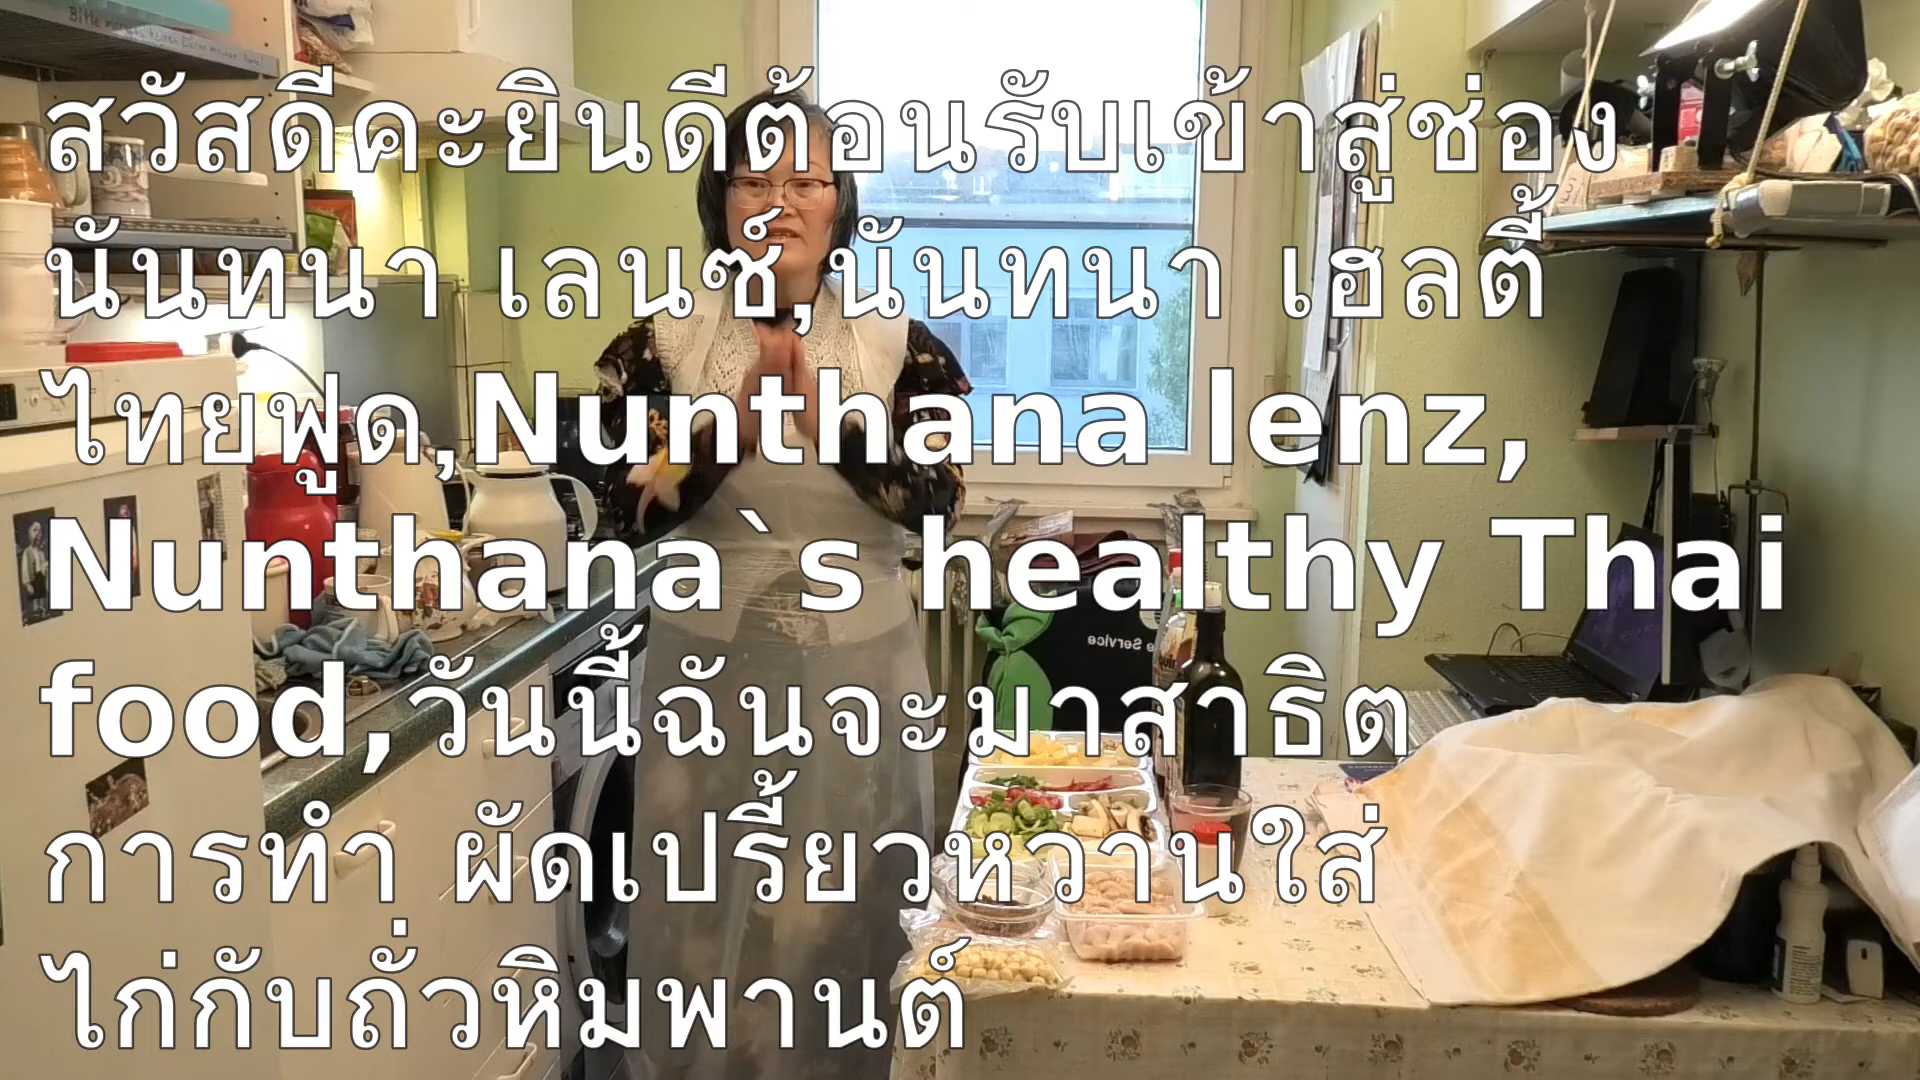 สวัสดีคะยินดีต้อนรับเข้าสู่ช่อง
นันทนา เลนซ์,นันทนา เฮลตี้
ไทยฟูด,Nunthana lenz,
Nunthana`s healthy Thai
food,วันนี้ฉันจะมาสาธิต
การทำ ผัดเปรี้ยวหวานใส่
ไก่กับถั่วหิมพานต์
Bitte
e Service